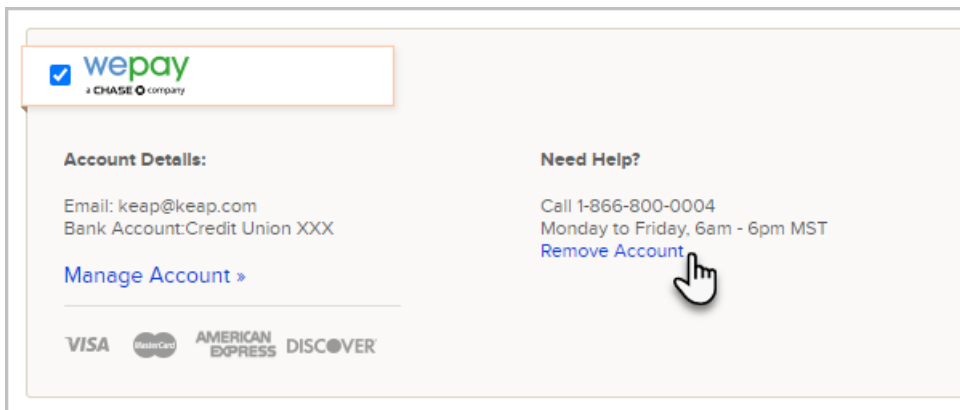 wepay
a CHASE company
Account Details:
Email: keap@keap.com
Bank Account:Credit Union XXX
Manage Account »
VISA
MasterCard
AMERICAN
EXPRESS
DISCOVER
Need Help?
Call 1-866-800-0004
Monday to Friday, 6am - 6pm MST
Remove Account